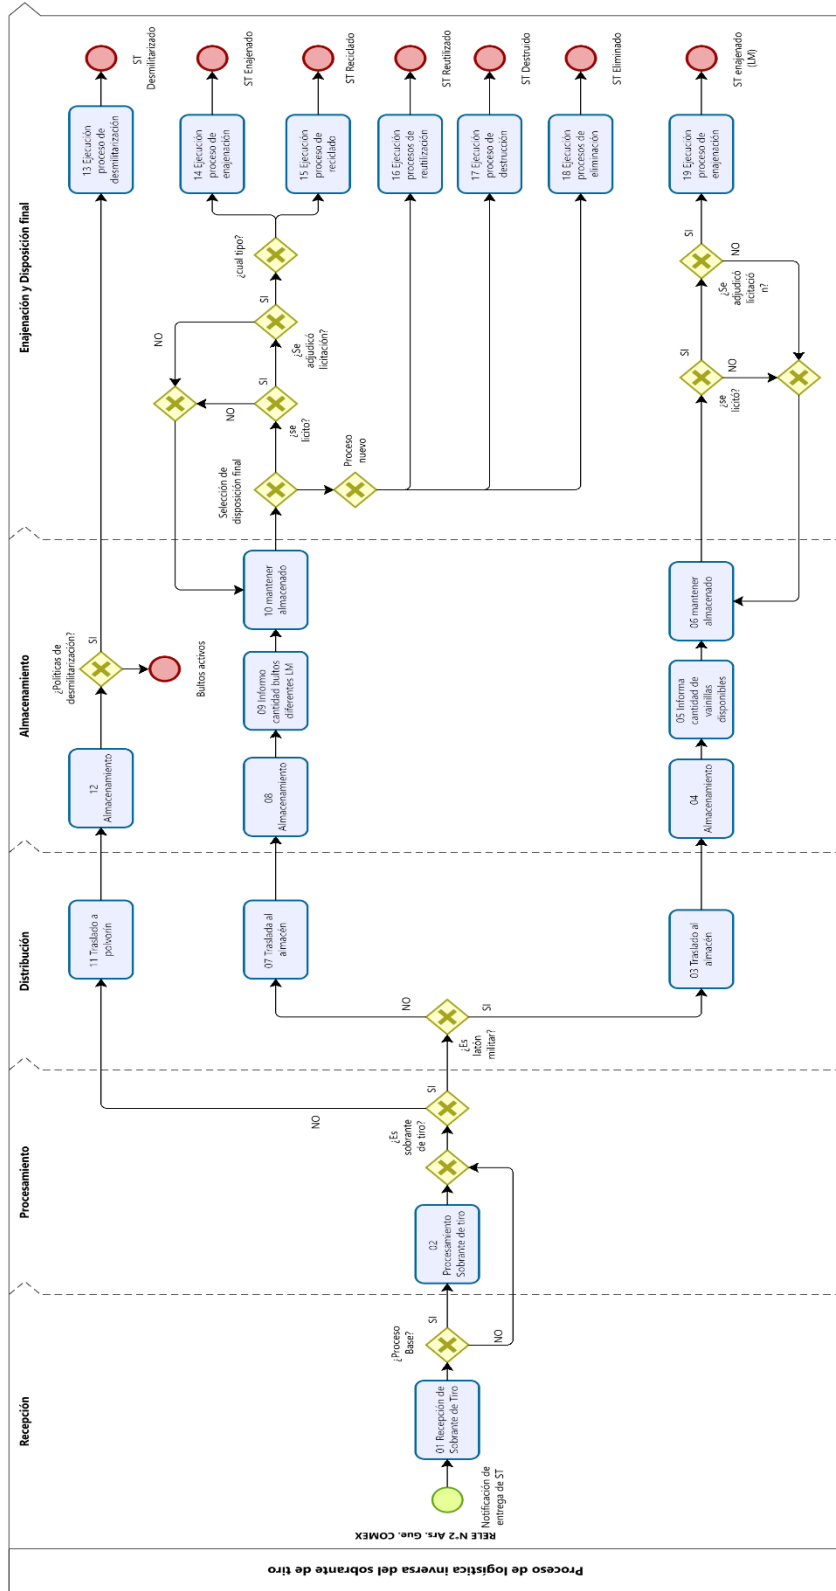 Proceso de logística inversa del sobrante de tiro
RELE N°2 Ars. Gue. COMEX
Recepción
Procesamiento
Distribución
Almacenamiento
Enajenación y Disposición final
Notificación de
entrega de ST
01 Recepción de
Sobrante de Tiro
¿Proceso
Base?
SI
NO
02
Procesamiento
Sobrante de tiro
¿Es
sobrante
de tiro?
NO
SI
¿Es
latón
militar?
NO
SI
11 Traslado a
polvorín
12
Almacenamiento
¿Políticas de
desmilitarización?
SI
Bultos activos
13 Ejecución
proceso de
desmilitarización
ST
Desmilitarizado
07 Traslada al
almacén
08
Almacenamiento
09 Informo
cantidad bultos
diferentes LM
10 mantener
almacenado
Selección de
disposición final
¿se
licito?
SI
NO
¿Se
adjudicó
licitación?
SI
NO
¿cual tipo?
14 Ejecución
proceso de
enajenación
ST Enajenado
15 Ejecución
proceso de
reciclado
ST Reciclado
Proceso
nuevo
16 Ejecución
procesos de
reutilización
ST Reutilizado
17 Ejecución
proceso de
destrucción
ST Destruido
18 Ejecución
procesos de
eliminación
ST Eliminado
03 Traslado al
almacén
04
Almacenamiento
05 Informa
cantidad de
vainillas
disponibles
06 mantener
almacenado
¿se
licitó?
SI
NO
¿Se
adjudicó
licitació
n?
SI
NO
19 Ejecución
proceso de
enajenación
ST enajenado
(LM)